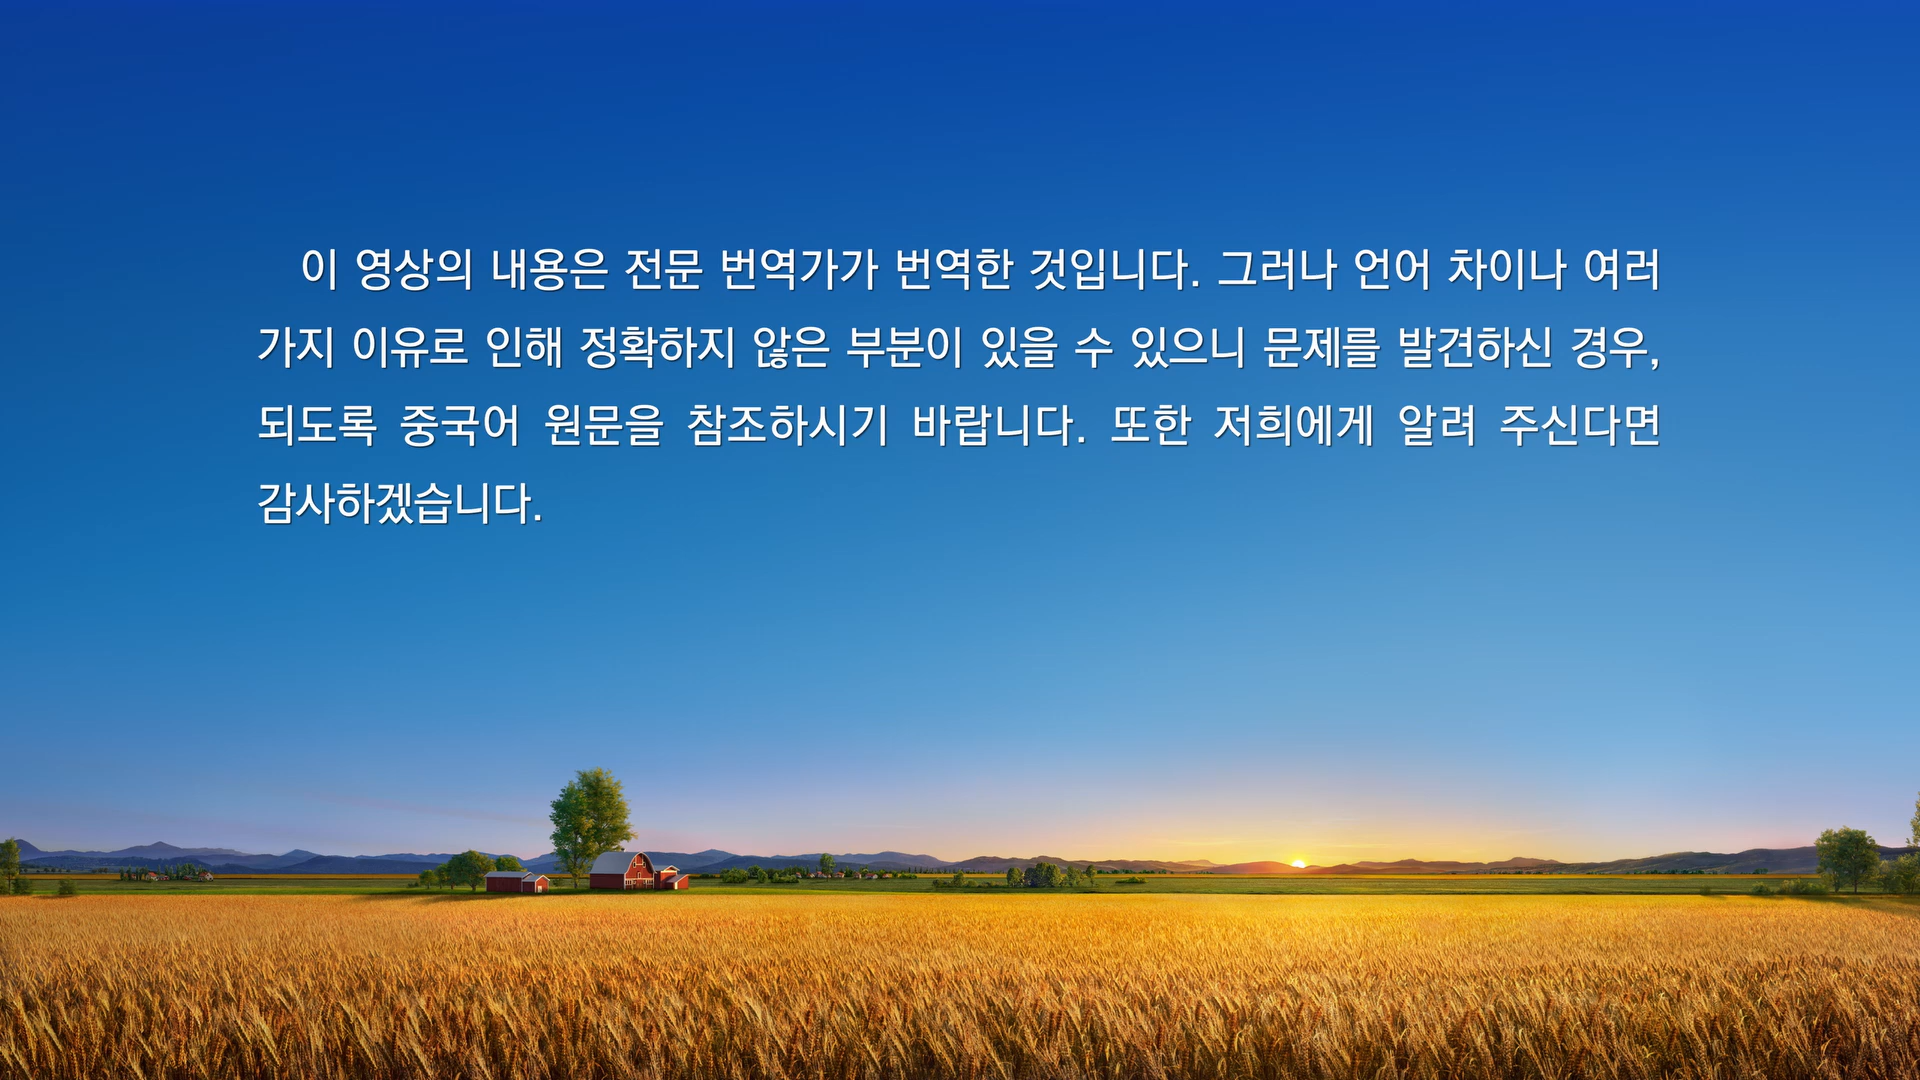 이 영상의 내용은 전문 번역가가 번역한 것입니다. 그러나 언어 차이나 여러
가지 이유로 인해 정확하지 않은 부분이 있을 수 있으니 문제를 발견하신 경우,
되도록 중국어 원문을 참조하시기 바랍니다. 또한 저희에게 알려 주신다면
감사하겠습니다.